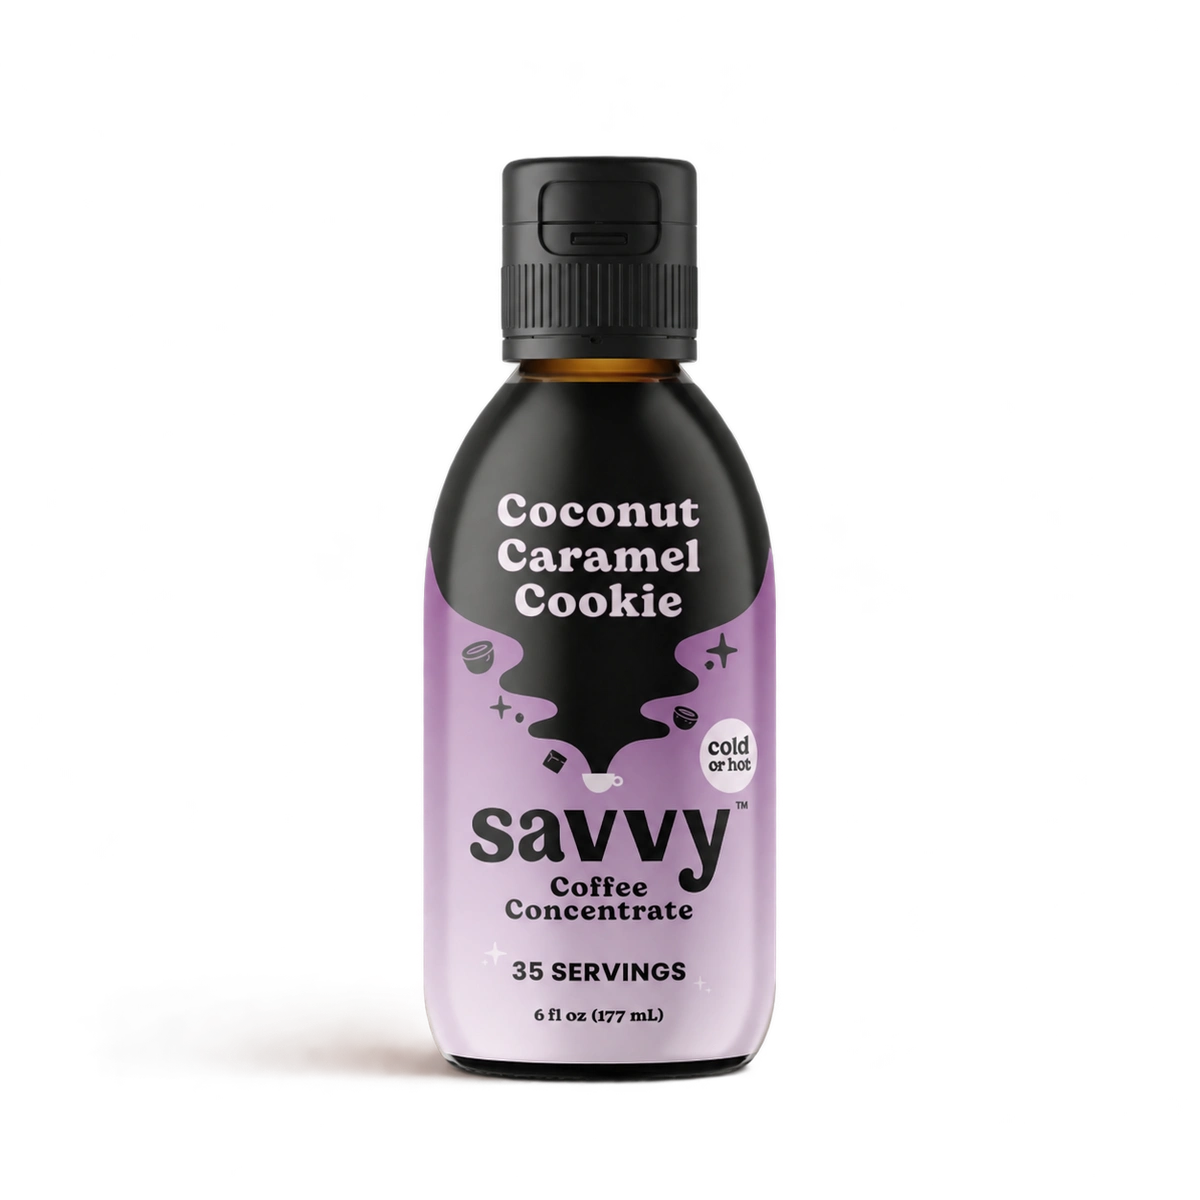 Coconut
Caramel
Cookie
cold
or hot
savvy™
Coffee
Concentrate
35 SERVINGS
6 fl oz (177 mL)